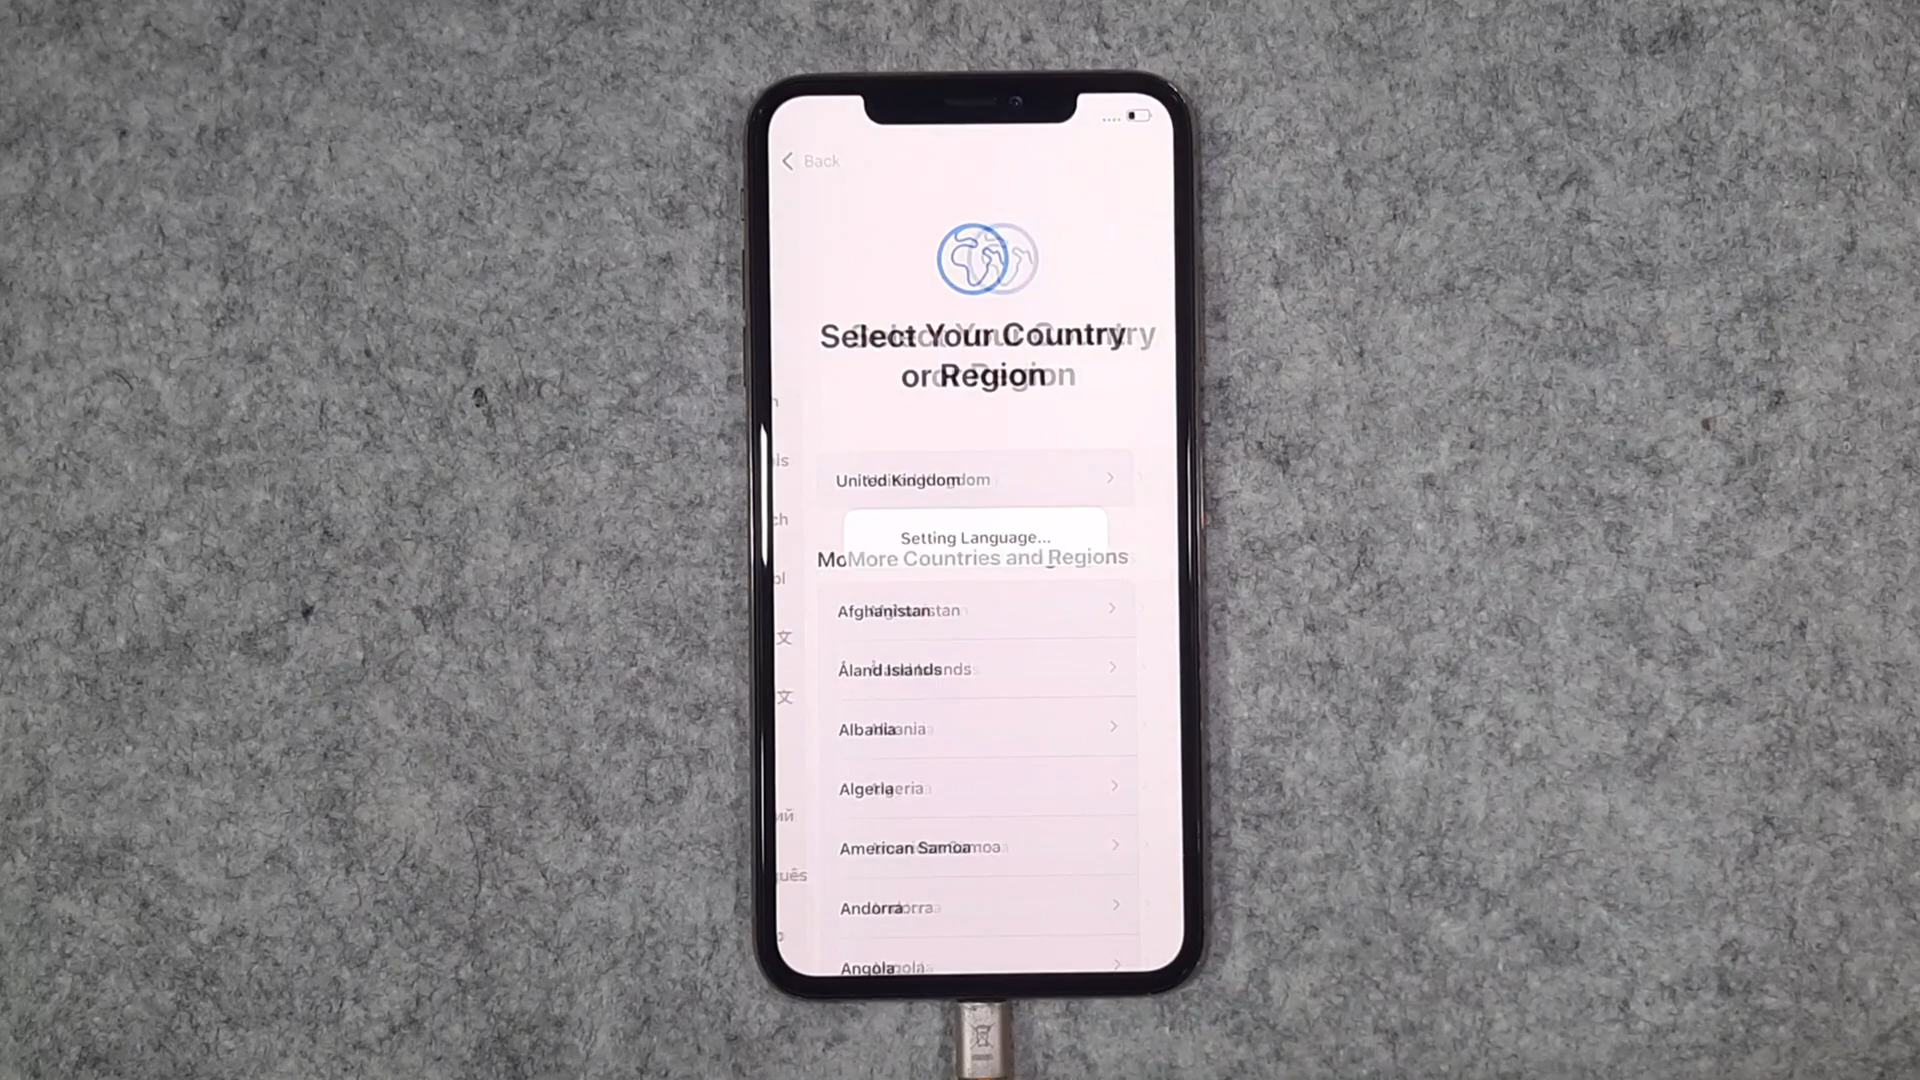 Back
Select Your Country
or Region
United Kingdom
Setting Language...
More Countries and Regions
Afghanistan
Åland Islands
Albania
Algeria
American Samoa
Andorra
Angola